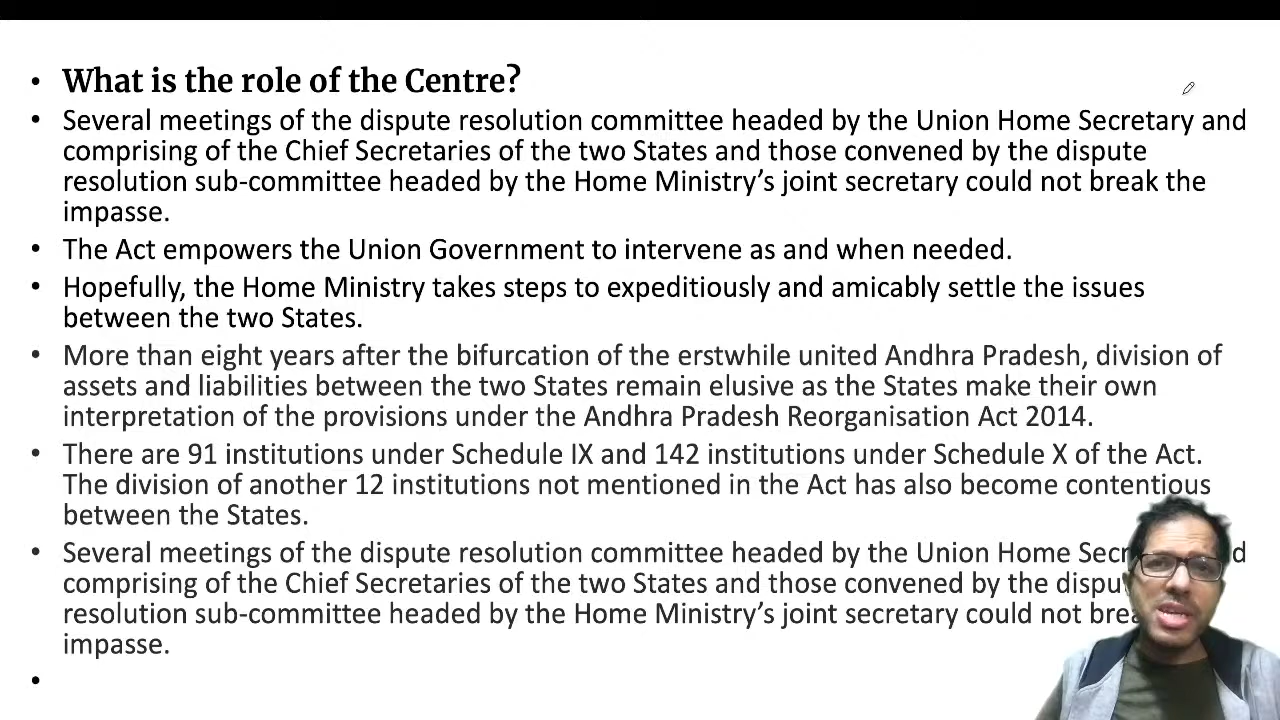 • What is the role of the Centre?
• Several meetings of the dispute resolution committee headed by the Union Home Secretary and
comprising of the Chief Secretaries of the two States and those convened by the dispute
resolution sub-committee headed by the Home Ministry’s joint secretary could not break the
impasse.
• The Act empowers the Union Government to intervene as and when needed.
• Hopefully, the Home Ministry takes steps to expeditiously and amicably settle the issues
between the two States.
• More than eight years after the bifurcation of the erstwhile united Andhra Pradesh, division of
assets and liabilities between the two States remain elusive as the States make their own
interpretation of the provisions under the Andhra Pradesh Reorganisation Act 2014.
• There are 91 institutions under Schedule IX and 142 institutions under Schedule X of the Act.
The division of another 12 institutions not mentioned in the Act has also become contentious
between the States.
• Several meetings of the dispute resolution committee headed by the Union Home
comprising of the Chief Secretaries of the two States and those convened by the
resolution sub-committee headed by the Home Ministry’s joint secretary could not
impasse.
•